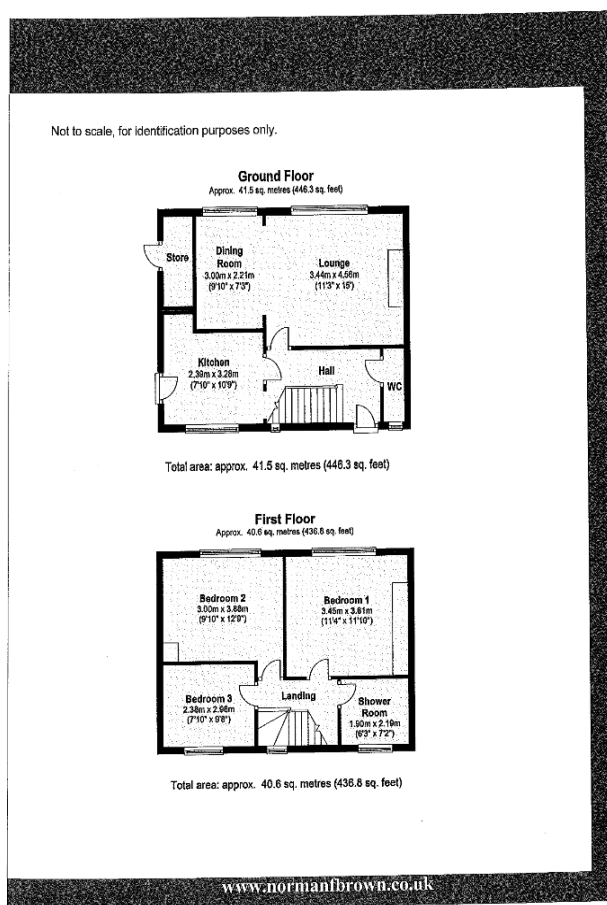 Not to scale, for identification purposes only.
Ground Floor
Approx. 41.5 sq. metres (446.3 sq. feet)
Store
Dining
Room
3.00m x 2.21m
(9'10" x 7'3")
Lounge
3.44m x 4.56m
(11'3" x 15')
Kitchen
2.39m x 3.28m
(7'10" x 10'9")
Hall
WC
Total area: approx. 41.5 sq. metres (446.3 sq. feet)
First Floor
Approx. 40.6 sq. metres (436.8 sq. feet)
Bedroom 2
3.00m x 3.88m
(9'10" x 12'9")
Bedroom 1
3.45m x 3.61m
(11'4" x 11'10")
Bedroom 3
2.38m x 2.96m
(7'10" x 9'8")
Landing
Shower
Room
1.90m x 2.19m
(6'3" x 7'2")
Total area: approx. 40.6 sq. metres (436.8 sq. feet)
www.normanfbrown.co.uk